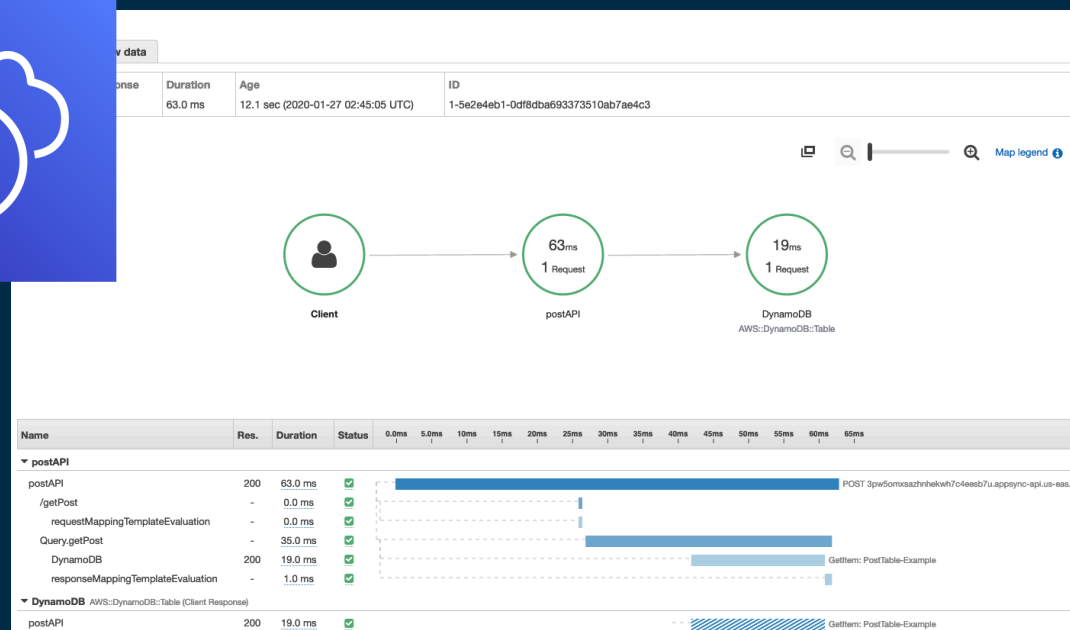 data
Duration Age ID
63.0 ms 12.1 sec (2020-01-27 02:45:05 UTC) 1-5e2e4eb1-0df8dba693373510ab7ae4c3
Map legend
63ms
1 Request
19ms
1 Request
Client
postAPI
DynamoDB
AWS::DynamoDB::Table
Name Res. Duration Status 0.0ms 5.0ms 10ms 15ms 20ms 25ms 30ms 35ms 40ms 45ms 50ms 55ms 60ms 65ms
postAPI
postAPI 200 63.0 ms POST 3pw5omxsazhnhekwh7c4eesb7u.appsync-api.us-eas
/getPost - 0.0 ms
requestMappingTemplateEvaluation - 0.0 ms
Query.getPost - 35.0 ms
DynamoDB 200 19.0 ms GetItem: PostTable-Example
responseMappingTemplateEvaluation - 1.0 ms
DynamoDB AWS::DynamoDB::Table (Client Response)
postAPI 200 19.0 ms GetItem: PostTable-Example